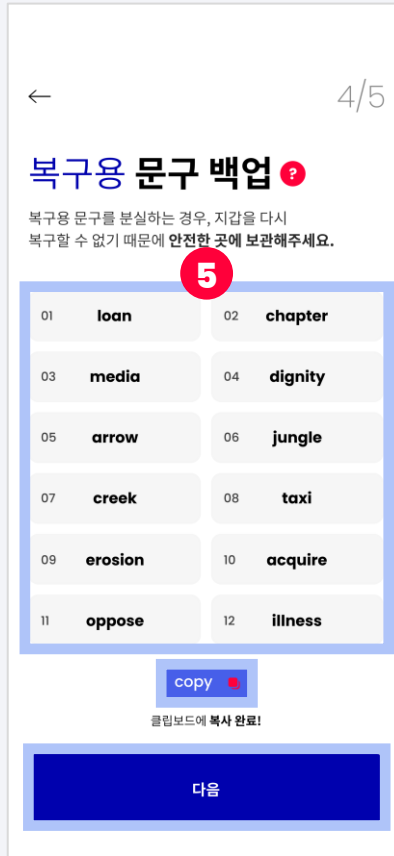 4/5
복구용 문구 백업 ?
복구용 문구를 분실하는 경우, 지갑을 다시
복구할 수 없기 때문에 안전한 곳에 보관해주세요.
5
01 loan 02 chapter
03 media 04 dignity
05 arrow 06 jungle
07 creek 08 taxi
09 erosion 10 acquire
11 oppose 12 illness
copy
클립보드에 복사 완료!
다음